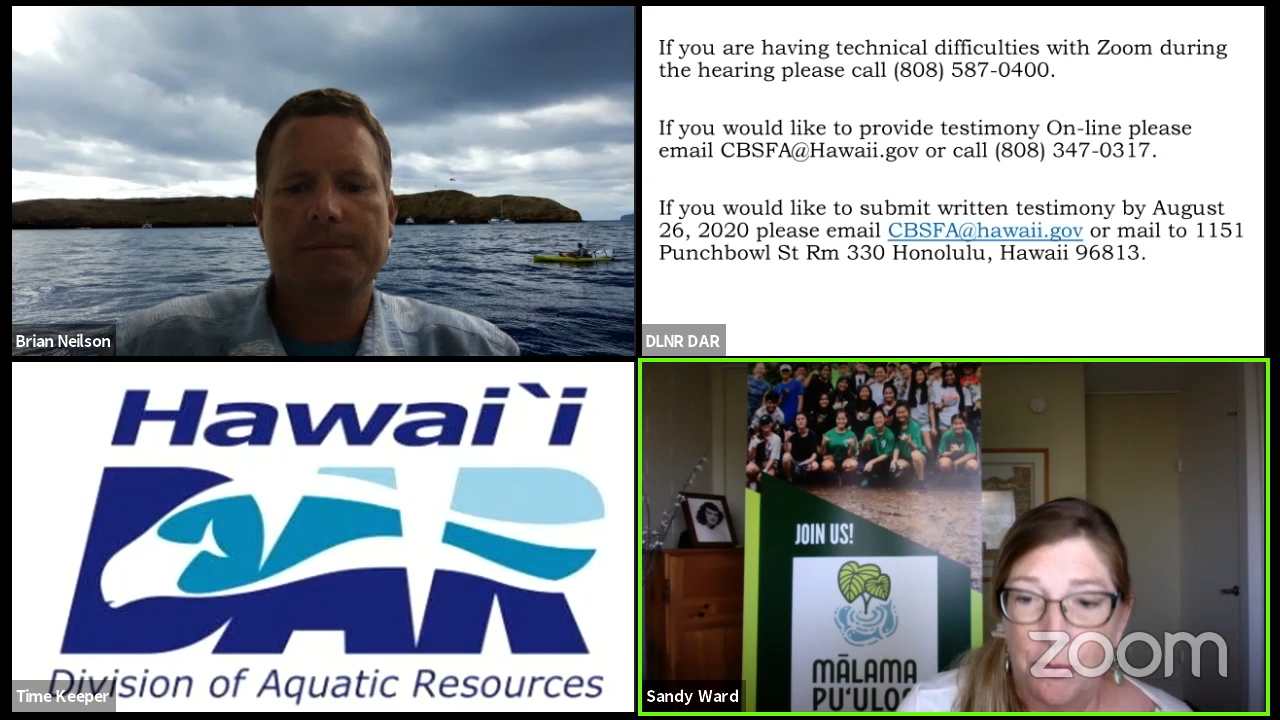 If you are having technical difficulties with Zoom during
the hearing please call (808) 587-0400.
If you would like to provide testimony On-line please
email CBSFA@Hawaii.gov or call (808) 347-0317.
If you would like to submit written testimony by August
26, 2020 please email CBSFA@hawaii.gov or mail to 1151
Punchbowl St Rm 330 Honolulu, Hawaii 96813.
Brian Neilson
DLNR DAR
Hawai`i
DAR
Division of Aquatic Resources
Time Keeper
JOIN US!
MĀLAMA
PUʻULO
Sandy Ward
zoom